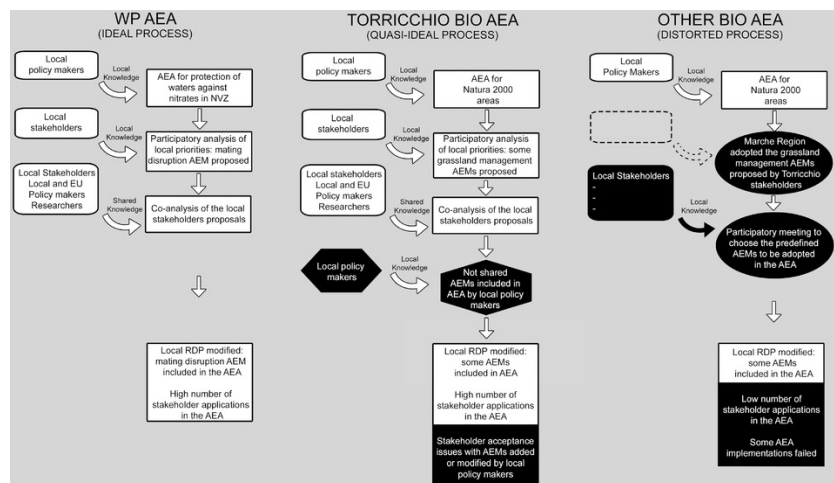 WP AEA
(IDEAL PROCESS)
Local
policy makers
Local
Knowledge
AEA for protection of
waters against
nitrates in NVZ
Local
stakeholders
Local
Knowledge
Participatory analysis of
local priorities: mating
disruption AEM proposed
Local Stakeholders
Local and EU
Policy makers
Researchers
Shared
Knowledge
Co-analysis of the local
stakeholders proposals
Local RDP modified:
mating disruption AEM
included in the AEA
High number of
stakeholder applications
in the AEA
TORRICCHIO BIO AEA
(QUASI-IDEAL PROCESS)
Local
policy makers
Local
Knowledge
AEA for
Natura 2000
areas
Local
stakeholders
Local
Knowledge
Participatory analysis
of local priorities: some
grassland management
AEMs proposed
Local stakeholders
Local and EU
Policy makers
Researchers
Shared
Knowledge
Co-analysis of the local
stakeholders proposals
Local policy
makers
Local
Knowledge
Not shared
AEMs included in
AEA by local policy
makers
Local RDP modified:
some AEMs
included in AEA
High number of
stakeholder applications
in the AEA
Stakeholder acceptance
issues with AEMs added
or modified by local
policy makers
OTHER BIO AEA
(DISTORTED PROCESS)
Local
Policy Makers
Local
Knowledge
AEA for
Natura 2000
areas
Marche Region
adopted the grassland
management AEMs
proposed by Torricchio
stakeholders
Local Stakeholders
-
-
-
Local
Knowledge
Participatory meeting to
choose the predefined
AEMs to be adopted
in the AEA
Local RDP modified:
some AEMs
included in the AEA
Low number of
stakeholder applications
in the AEA
Some AEA
implementations failed